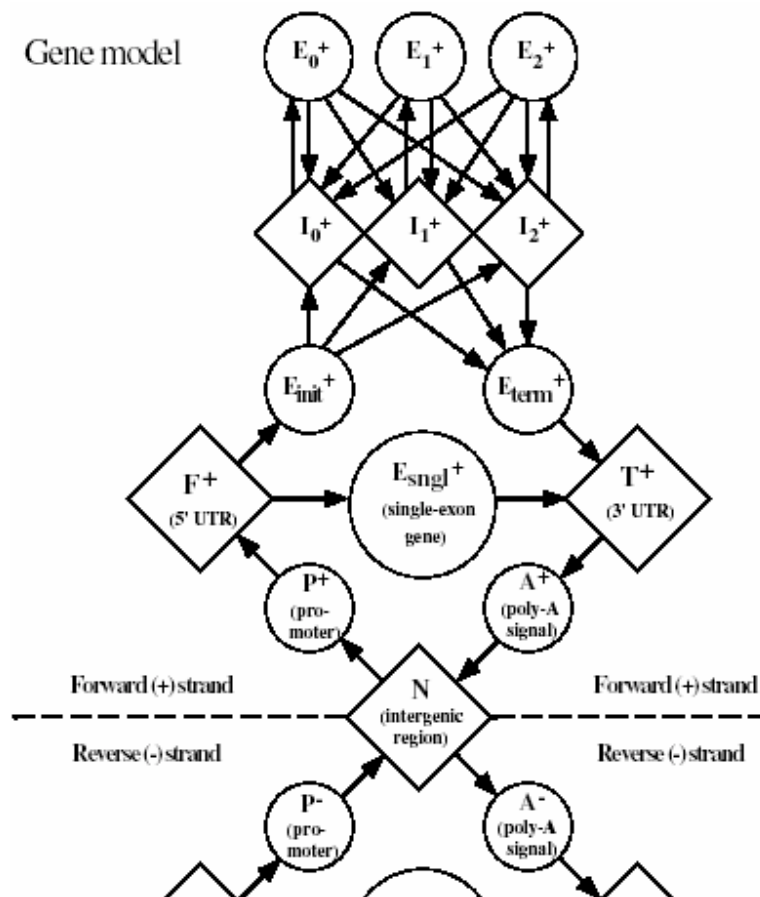 Gene model
E0+ E1+ E2+
I0+ I1+ I2+
Einit+ Eterm+
F+
(5' UTR)
Esngl+
(single-exon
gene)
T+
(3' UTR)
P+
(pro-
moter)
A+
(poly-A
signal)
Forward (+) strand
N
(intergenic
region)
Forward (+) strand
Reverse (-) strand
Reverse (-) strand
P-
(pro-
moter)
A-
(poly-A
signal)